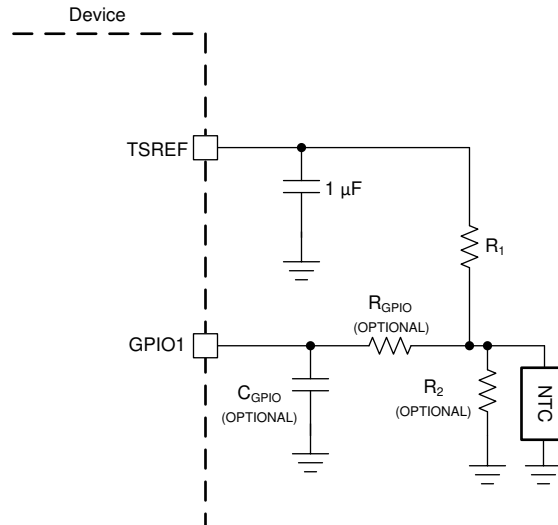 Device
TSREF
1 µF
R1
RGPIO
(OPTIONAL)
GPIO1
CGPIO
(OPTIONAL)
R2
(OPTIONAL)
NTC